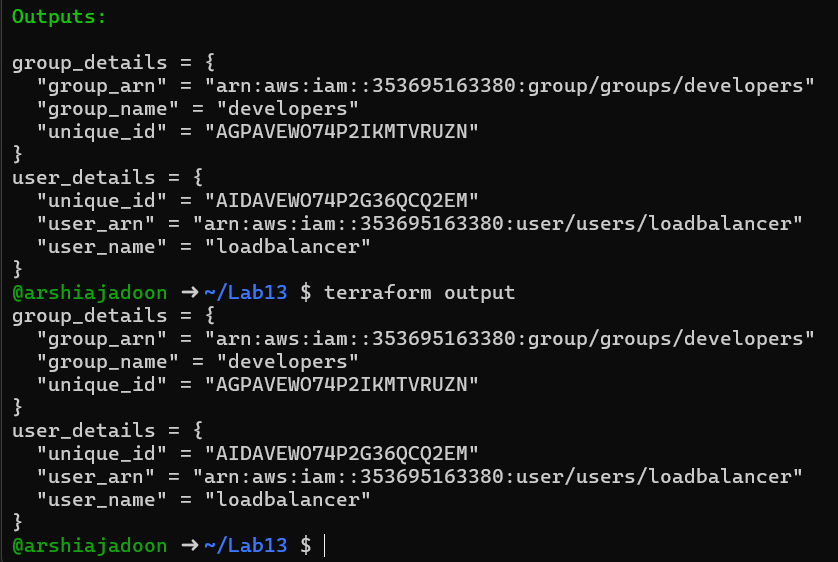 Outputs:
group_details = {
  "group_arn" = "arn:aws:iam::353695163380:group/groups/developers"
  "group_name" = "developers"
  "unique_id" = "AGPAVEWO74P2IKMTVRUZN"
}
user_details = {
  "unique_id" = "AIDAVEWO74P2G36QCQ2EM"
  "user_arn" = "arn:aws:iam::353695163380:user/users/loadbalancer"
  "user_name" = "loadbalancer"
}
@arshiajadoon ➜ ~/Lab13 $ terraform output
group_details = {
  "group_arn" = "arn:aws:iam::353695163380:group/groups/developers"
  "group_name" = "developers"
  "unique_id" = "AGPAVEWO74P2IKMTVRUZN"
}
user_details = {
  "unique_id" = "AIDAVEWO74P2G36QCQ2EM"
  "user_arn" = "arn:aws:iam::353695163380:user/users/loadbalancer"
  "user_name" = "loadbalancer"
}
@arshiajadoon ➜ ~/Lab13 $